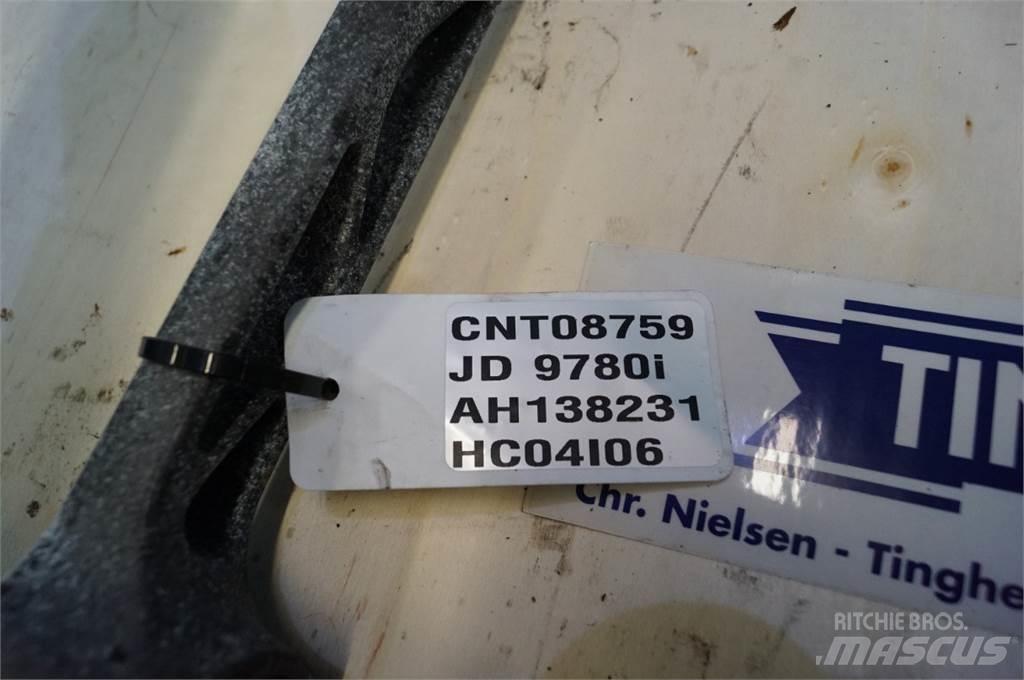 CNT08759
JD 9780i
AH138231
HC04I06
TIN
Chr. Nielsen - Tinghe
RITCHIE BROS.
MASCUS